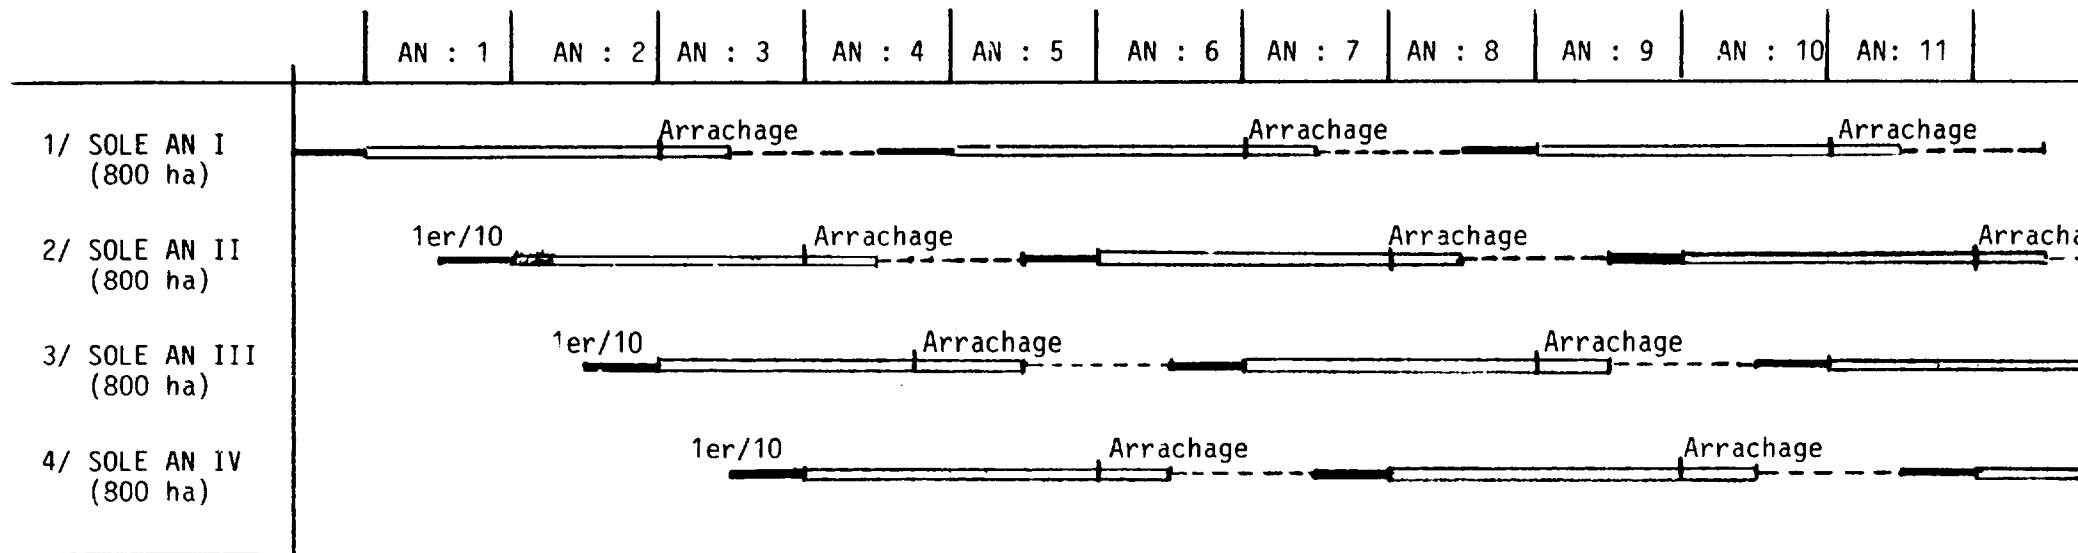 AN : 1 AN : 2 AN : 3 AN : 4 AN : 5 AN : 6 AN : 7 AN : 8 AN : 9 AN : 10 AN: 11
Arrachage Arrachage Arrachage
1/ SOLE AN I
(800 ha)
1er/10 Arrachage Arrachage Arracha
2/ SOLE AN II
(800 ha)
1er/10 Arrachage Arrachage
3/ SOLE AN III
(800 ha)
1er/10 Arrachage Arrachage
4/ SOLE AN IV
(800 ha)